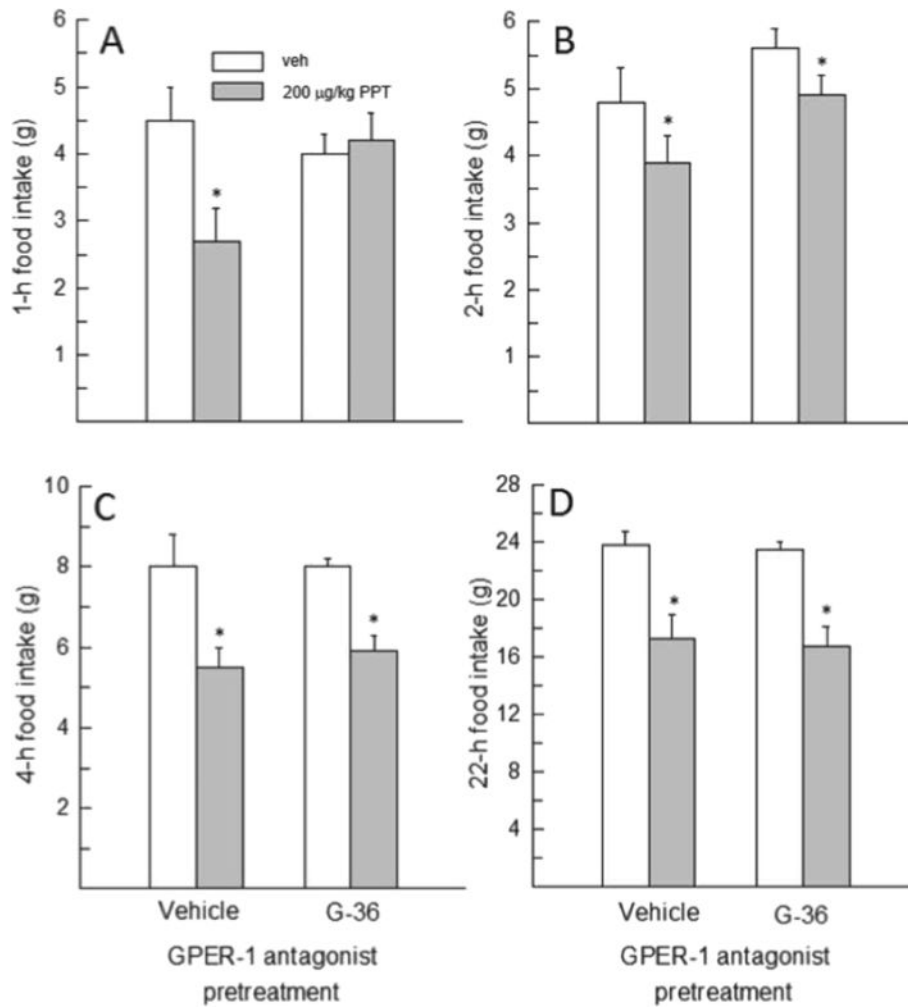 A
veh
200 µg/kg PPT
6
5
4
3
2
1
1-h food intake (g)
*
B
6
5
4
3
2
1
2-h food intake (g)
*
*
C
10
8
6
4
2
4-h food intake (g)
*
*
Vehicle
G-36
GPER-1 antagonist
pretreatment
D
28
24
20
16
12
8
4
22-h food intake (g)
*
*
Vehicle
G-36
GPER-1 antagonist
pretreatment